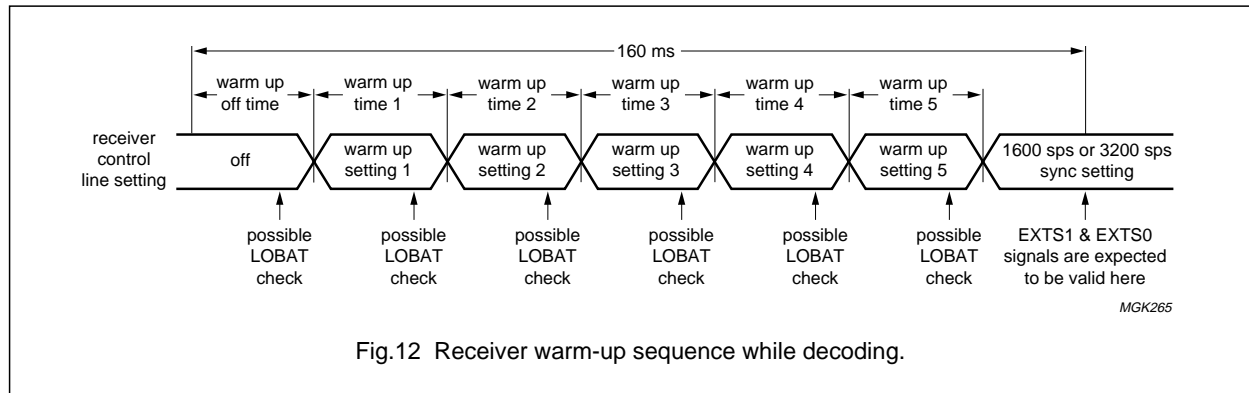 160 ms
warm up
off time
warm up
time 1
warm up
time 2
warm up
time 3
warm up
time 4
warm up
time 5
receiver
control
line setting
off
warm up
setting 1
warm up
setting 2
warm up
setting 3
warm up
setting 4
warm up
setting 5
1600 sps or 3200 sps
sync setting
possible
LOBAT
check
possible
LOBAT
check
possible
LOBAT
check
possible
LOBAT
check
possible
LOBAT
check
possible
LOBAT
check
EXTS1 & EXTS0
signals are expected
to be valid here
MGK265
Fig.12 Receiver warm-up sequence while decoding.